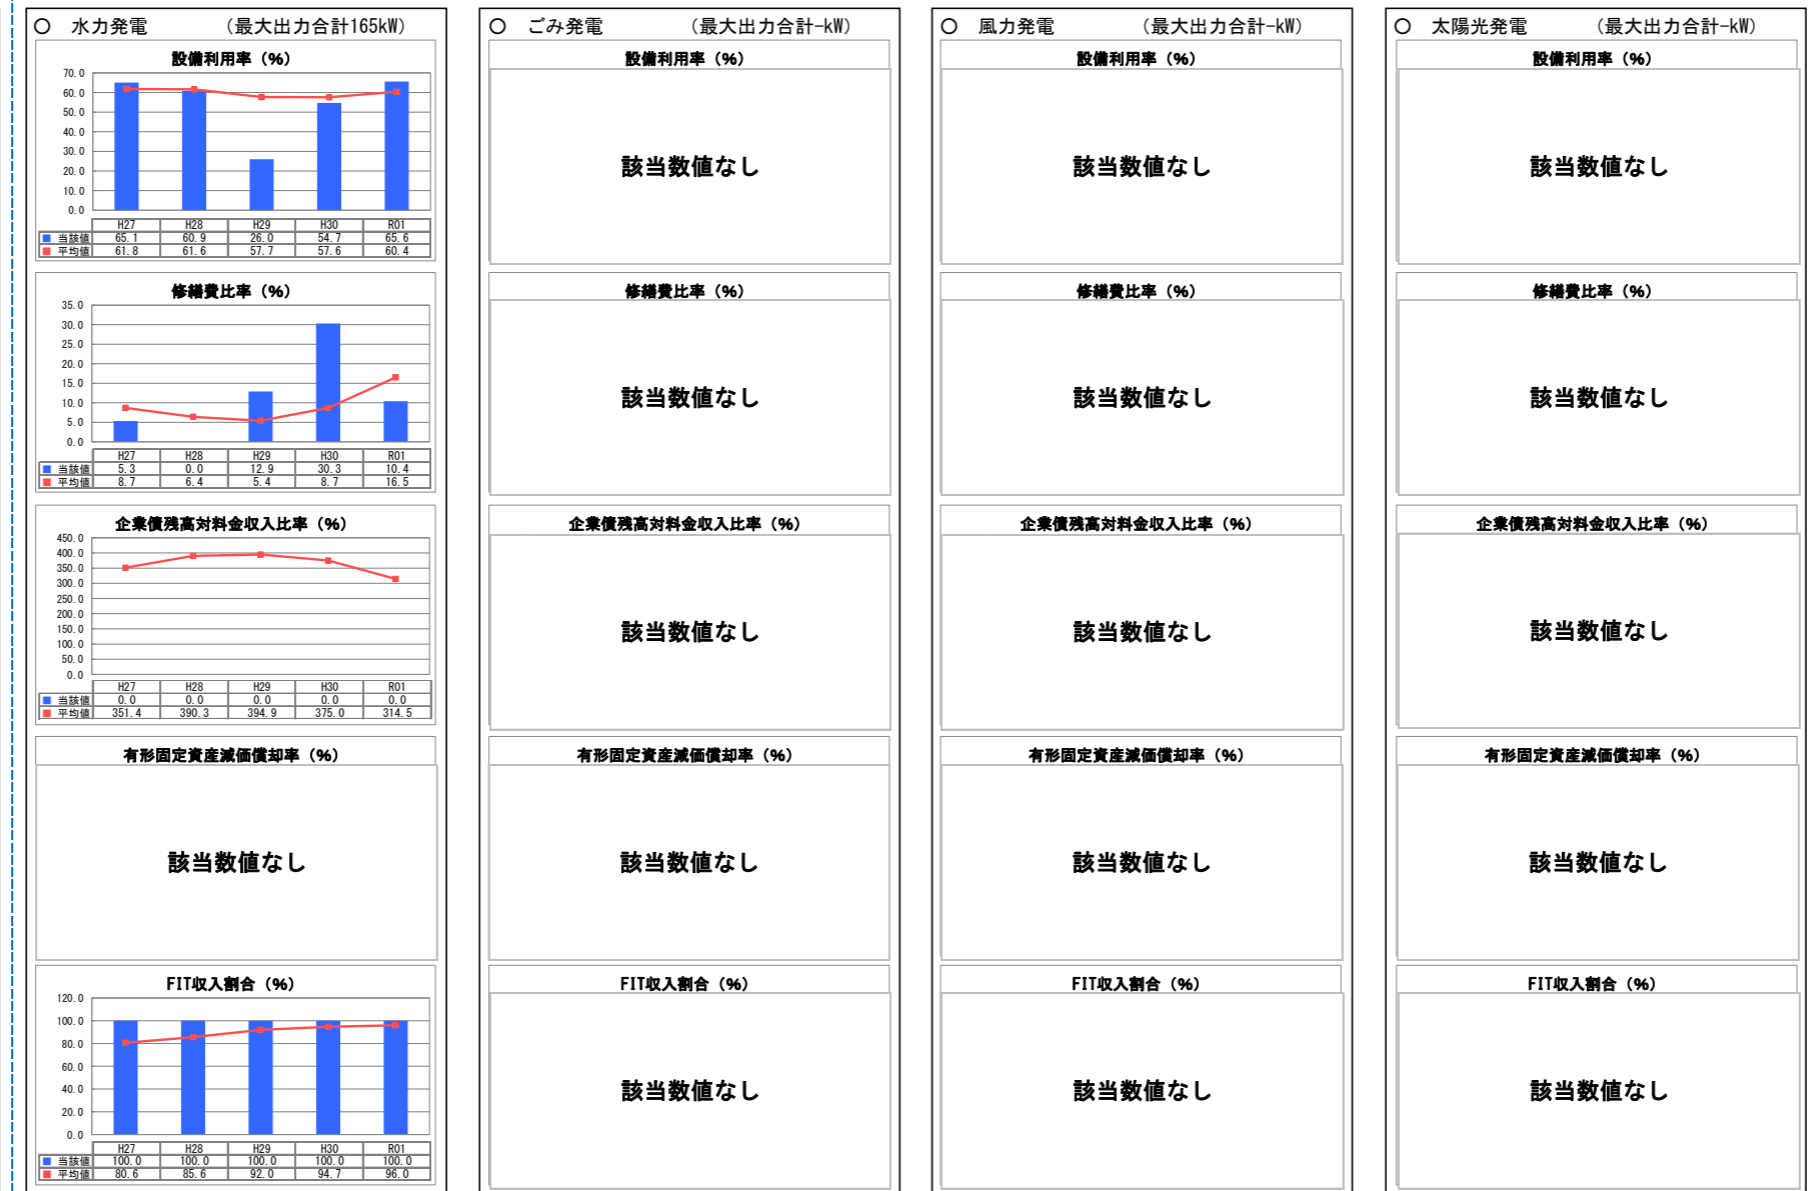 ○ 水力発電 (最大出力合計165kW)
設備利用率(%)
70.0
60.0
50.0
40.0
30.0
20.0
10.0
0.0
H27 H28 H29 H30 R01
当該値 65.1 60.9 26.0 54.7 65.6
平均値 61.8 61.6 57.7 57.6 60.4
修繕費比率(%)
35.0
30.0
25.0
20.0
15.0
10.0
5.0
0.0
H27 H28 H29 H30 R01
当該値 5.3 0.0 12.9 30.3 10.4
平均値 8.7 6.4 5.4 8.7 16.5
企業債残高対料金収入比率(%)
450.0
400.0
350.0
300.0
250.0
200.0
150.0
100.0
50.0
0.0
H27 H28 H29 H30 R01
当該値 0.0 0.0 0.0 0.0 0.0
平均値 351.4 390.3 394.9 375.0 314.5
有形固定資産減価償却率(%)
該当数値なし
FIT収入割合(%)
120.0
100.0
80.0
60.0
40.0
20.0
0.0
H27 H28 H29 H30 R01
当該値 100.0 100.0 100.0 100.0 100.0
平均値 80.6 85.6 92.0 94.7 96.0
○ ごみ発電 (最大出力合計-kW)
設備利用率(%)
該当数値なし
修繕費比率(%)
該当数値なし
企業債残高対料金収入比率(%)
該当数値なし
有形固定資産減価償却率(%)
該当数値なし
FIT収入割合(%)
該当数値なし
○ 風力発電 (最大出力合計-kW)
設備利用率(%)
該当数値なし
修繕費比率(%)
該当数値なし
企業債残高対料金収入比率(%)
該当数値なし
有形固定資産減価償却率(%)
該当数値なし
FIT収入割合(%)
該当数値なし
○ 太陽光発電 (最大出力合計-kW)
設備利用率(%)
該当数値なし
修繕費比率(%)
該当数値なし
企業債残高対料金収入比率(%)
該当数値なし
有形固定資産減価償却率(%)
該当数値なし
FIT収入割合(%)
該当数値なし